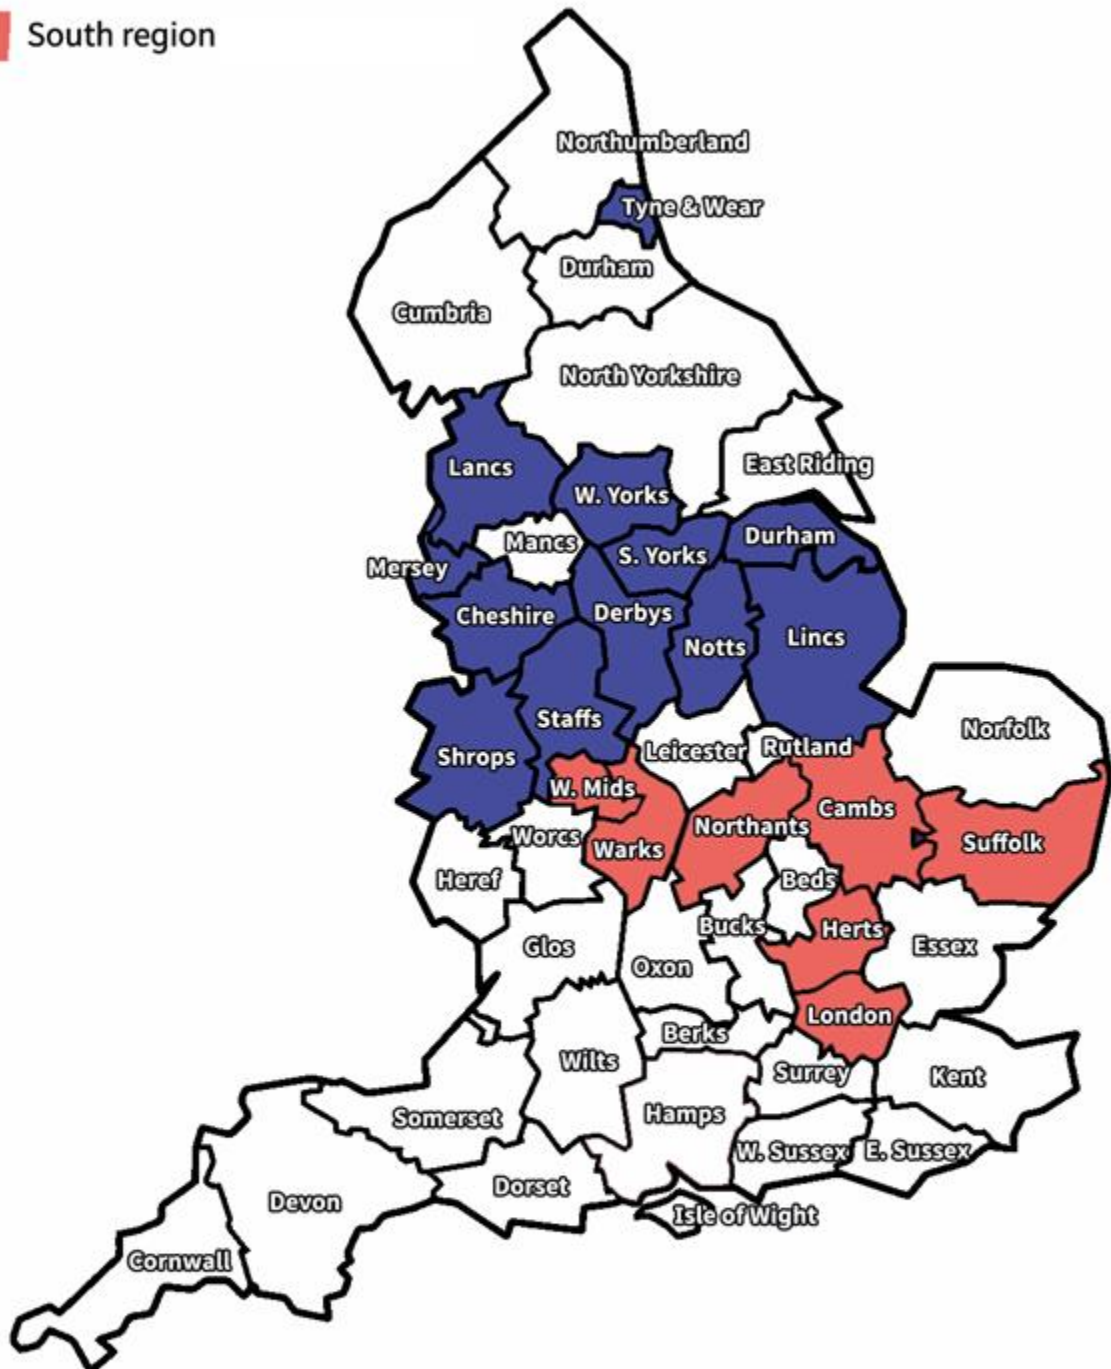 South region
Northumberland
Tyne & Wear
Durham
Cumbria
North Yorkshire
East Riding
Lancs
W. Yorks
Durham
Mancs
S. Yorks
Mersey
Cheshire
Derbys
Notts
Lincs
Staffs
Norfolk
Shrops
Leicester
Rutland
W. Mids
Cambs
Northants
Worcs
Warks
Suffolk
Heref
Beds
Bucks
Herts
Glos
Essex
Oxon
London
Berks
Wilts
Surrey
Kent
Somerset
Hamps
W. Sussex
E. Sussex
Dorset
Devon
Isle of Wight
Cornwall